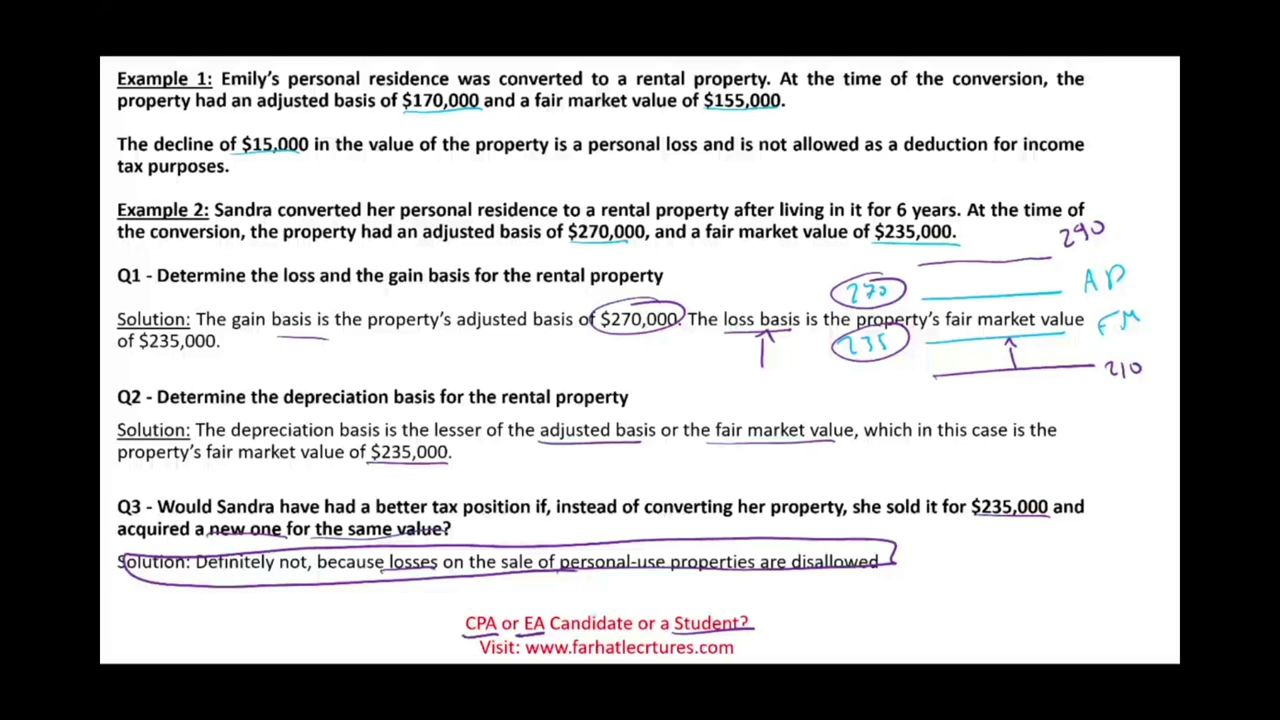 Example 1: Emily's personal residence was converted to a rental property. At the time of the conversion, the
property had an adjusted basis of $170,000 and a fair market value of $155,000.
The decline of $15,000 in the value of the property is a personal loss and is not allowed as a deduction for income
tax purposes.
Example 2: Sandra converted her personal residence to a rental property after living in it for 6 years. At the time of
the conversion, the property had an adjusted basis of $270,000, and a fair market value of $235,000.
290
Q1 - Determine the loss and the gain basis for the rental property
270
Solution: The gain basis is the property's adjusted basis of $270,000. The loss basis is the property's fair market value
FM
of $235,000.
235
210
Q2 - Determine the depreciation basis for the rental property
Solution: The depreciation basis is the lesser of the adjusted basis or the fair market value, which in this case is the
property's fair market value of $235,000.
Q3 - Would Sandra have had a better tax position if, instead of converting her property, she sold it for $235,000 and
acquired a new one for the same value?
Solution: Definitely not, because losses on the sale of personal-use properties are disallowed
CPA or EA Candidate or a Student?
Visit: www.farhatlecrtures.com